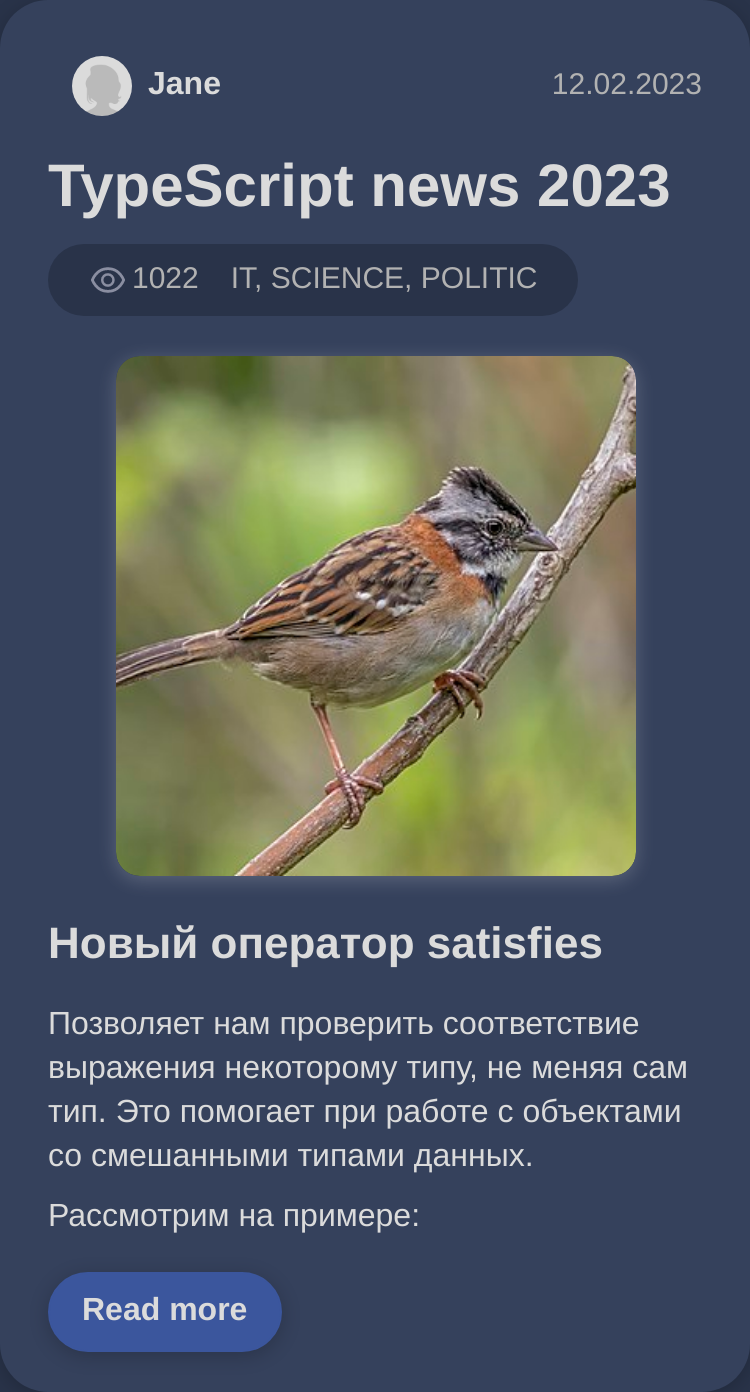 Jane
12.02.2023
TypeScript news 2023
1022 IT, SCIENCE, POLITIC
Новый оператор satisfies
Позволяет нам проверить соответствие
выражения некоторому типу, не меняя сам
тип. Это помогает при работе с объектами
со смешанными типами данных.
Рассмотрим на примере:
Read more